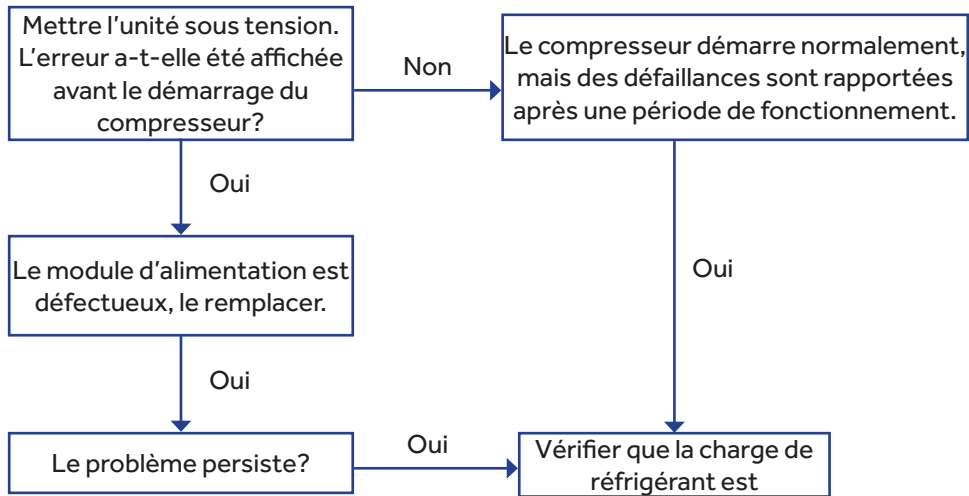 Mettre l'unité sous tension.
L'erreur a-t-elle été affichée
avant le démarrage du
compresseur?
Non
Le compresseur démarre normalement,
mais des défaillances sont rapportées
après une période de fonctionnement.
Oui
Le module d'alimentation est
défectueux, le remplacer.
Oui
Oui
Le problème persiste?
Oui
Vérifier que la charge de
réfrigérant est